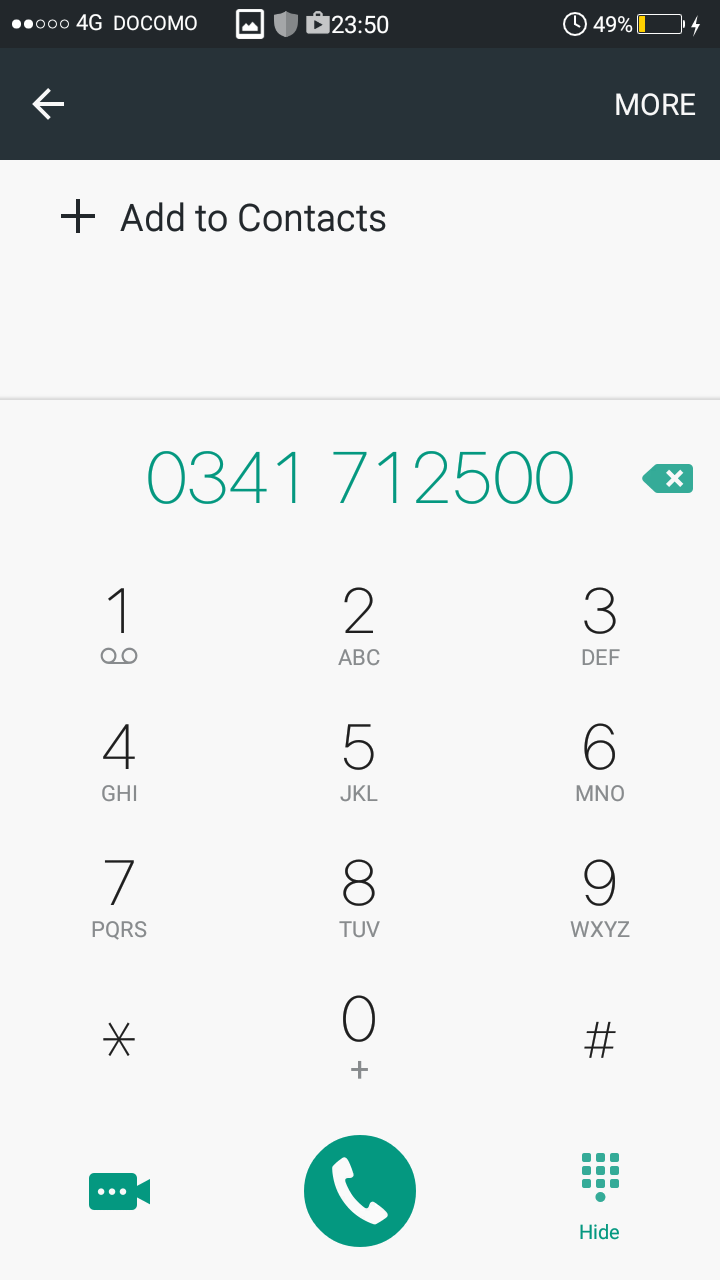 4G DOCOMO 23:50 49%
MORE
Add to Contacts
0341 712500
1 2 3
ABC DEF
4 5 6
GHI JKL MNO
7 8 9
PQRS TUV WXYZ
* 0 #
+
Hide